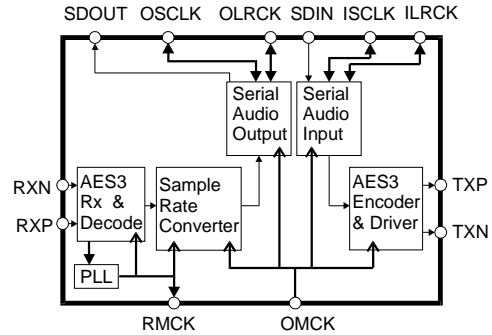 SDOUT OSCLK OLRCK SDIN ISCLK ILRCK
Serial
Audio
Output
Serial
Audio
Input
RXN
RXP
AES3
Rx &
Decode
Sample
Rate
Converter
AES3
Encoder
& Driver
TXP
TXN
PLL
RMCK OMCK